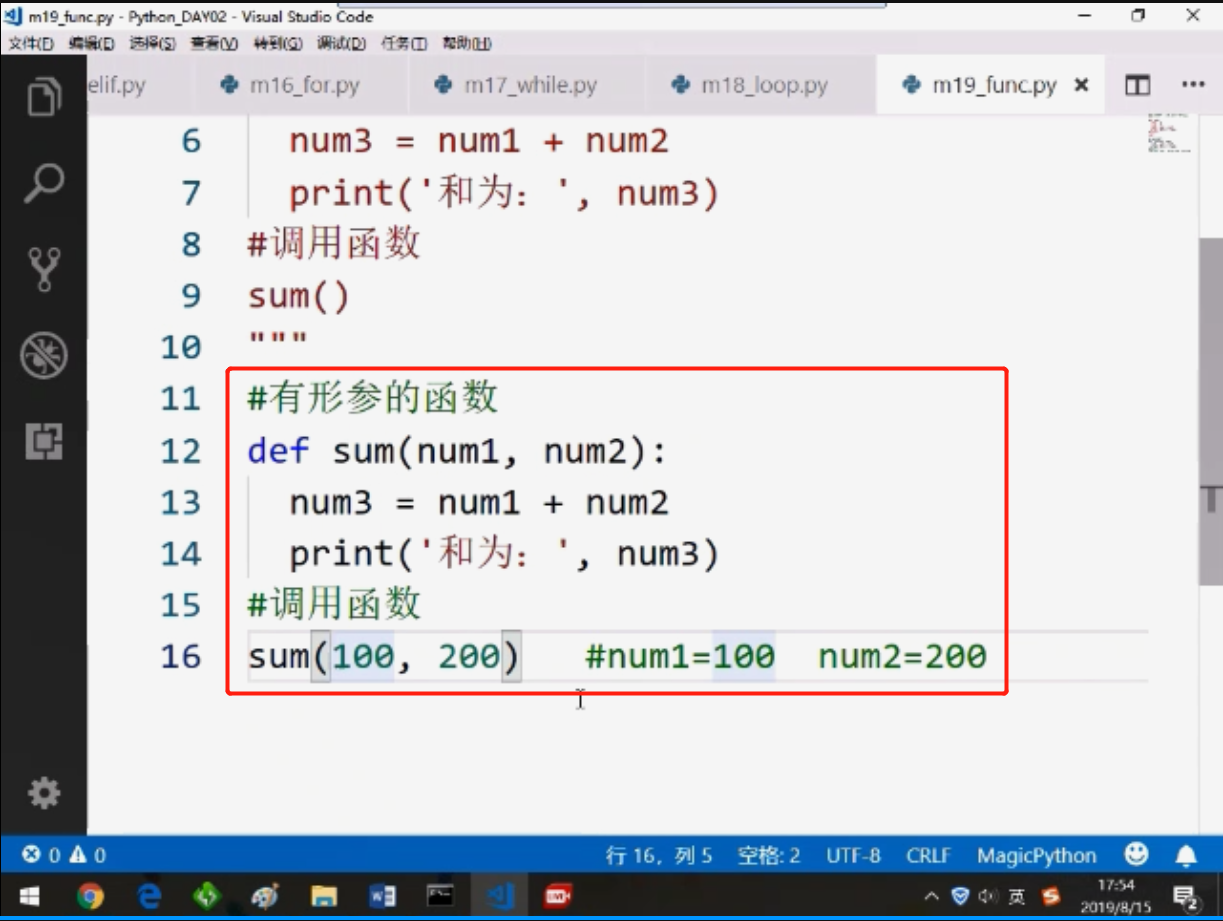 m19_func.py - Python_DAY02 - Visual Studio Code
文件(F) 编辑(E) 选择(S) 查看(V) 转到(G) 调试(D) 任务(T) 帮助(H)
elif.py m16_for.py m17_while.py m18_loop.py m19_func.py
6 num3 = num1 + num2
7 print('和为: ', num3)
8 #调用函数
9 sum()
10 """
11 #有形参的函数
12 def sum(num1, num2):
13 num3 = num1 + num2
14 print('和为: ', num3)
15 #调用函数
16 sum(100, 200) #num1=100 num2=200
0 0 行 16, 列 5 空格: 2 UTF-8 CRLF MagicPython
英 17:54
2019/8/15 2